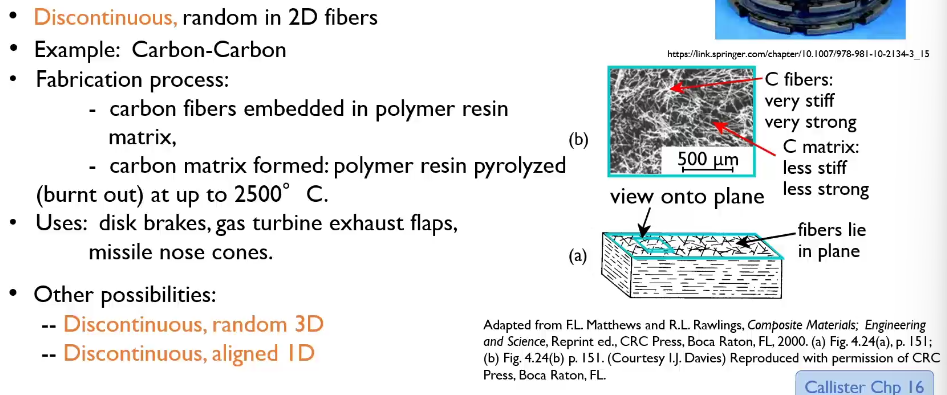 • Discontinuous, random in 2D fibers
• Example: Carbon-Carbon
• Fabrication process:
- carbon fibers embedded in polymer resin
matrix,
- carbon matrix formed: polymer resin pyrolyzed
(burnt out) at up to 2500° C.
• Uses: disk brakes, gas turbine exhaust flaps,
missile nose cones.
• Other possibilities:
-- Discontinuous, random 3D
-- Discontinuous, aligned 1D
https://link.springer.com/chapter/10.1007/978-981-10-2134-3_15
(b)
C fibers:
very stiff
very strong
C matrix:
less stiff
less strong
500 μm
view onto plane
(a)
fibers lie
in plane
Adapted from F.L. Matthews and R.L. Rawlings, Composite Materials; Engineering
and Science, Reprint ed., CRC Press, Boca Raton, FL, 2000. (a) Fig. 4.24(a), p. 151;
(b) Fig. 4.24(b) p. 151. (Courtesy I.J. Davies) Reproduced with permission of CRC
Press, Boca Raton, FL.
Callister Chp 16